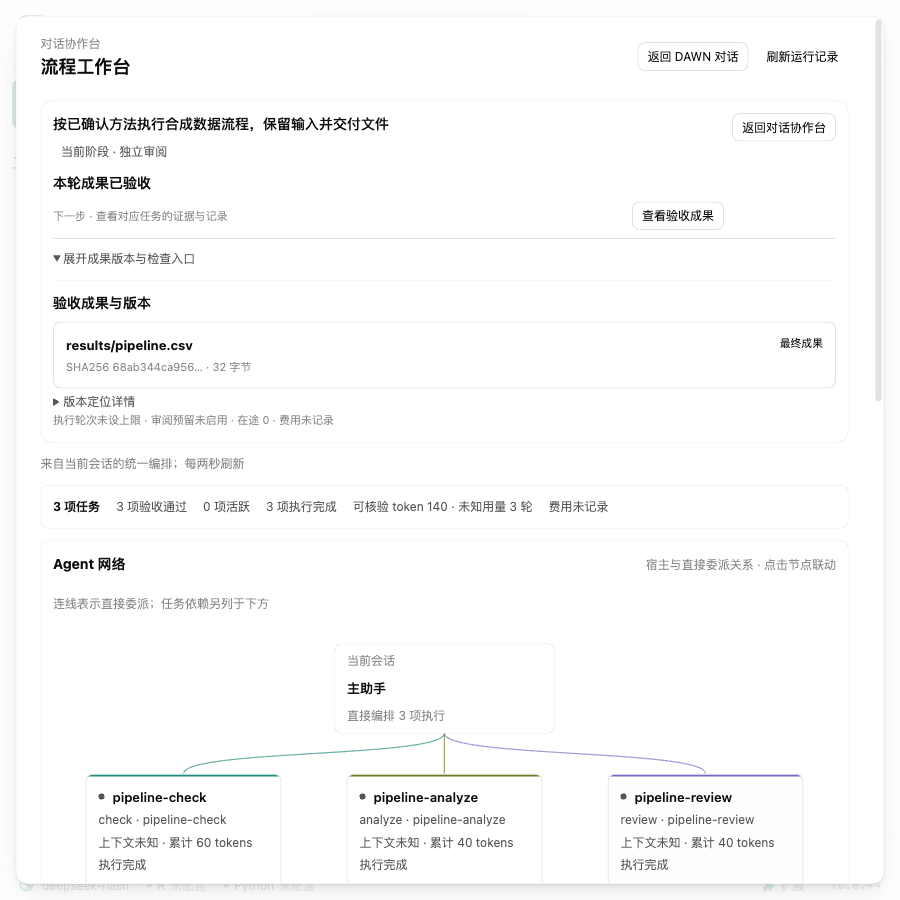 对话协作台
流程工作台
返回 DAWN 对话
刷新运行记录
按已确认方法执行合成数据流程，保留输入并交付文件
返回对话协作台
当前阶段 · 独立审阅
本轮成果已验收
下一步 · 查看对应任务的证据与记录
查看验收成果
▼展开成果版本与检查入口
验收成果与版本
results/pipeline.csv
最终成果
SHA256 68ab344ca956... · 32 字节
▶ 版本定位详情
执行轮次未设上限 · 审阅预留未启用 · 在途 0 · 费用未记录
来自当前会话的统一编排；每两秒刷新
3 项任务 3 项验收通过 0 项活跃 3 项执行完成 可核验 token 140 · 未知用量 3 轮 费用未记录
Agent 网络
宿主与直接委派关系 · 点击节点联动
连线表示直接委派；任务依赖另列于下方
当前会话
主助手
直接编排 3 项执行
pipeline-check
check · pipeline-check
上下文未知 · 累计 60 tokens
执行完成
pipeline-analyze
analyze · pipeline-analyze
上下文未知 · 累计 40 tokens
执行完成
pipeline-review
review · pipeline-review
上下文未知 · 累计 40 tokens
执行完成